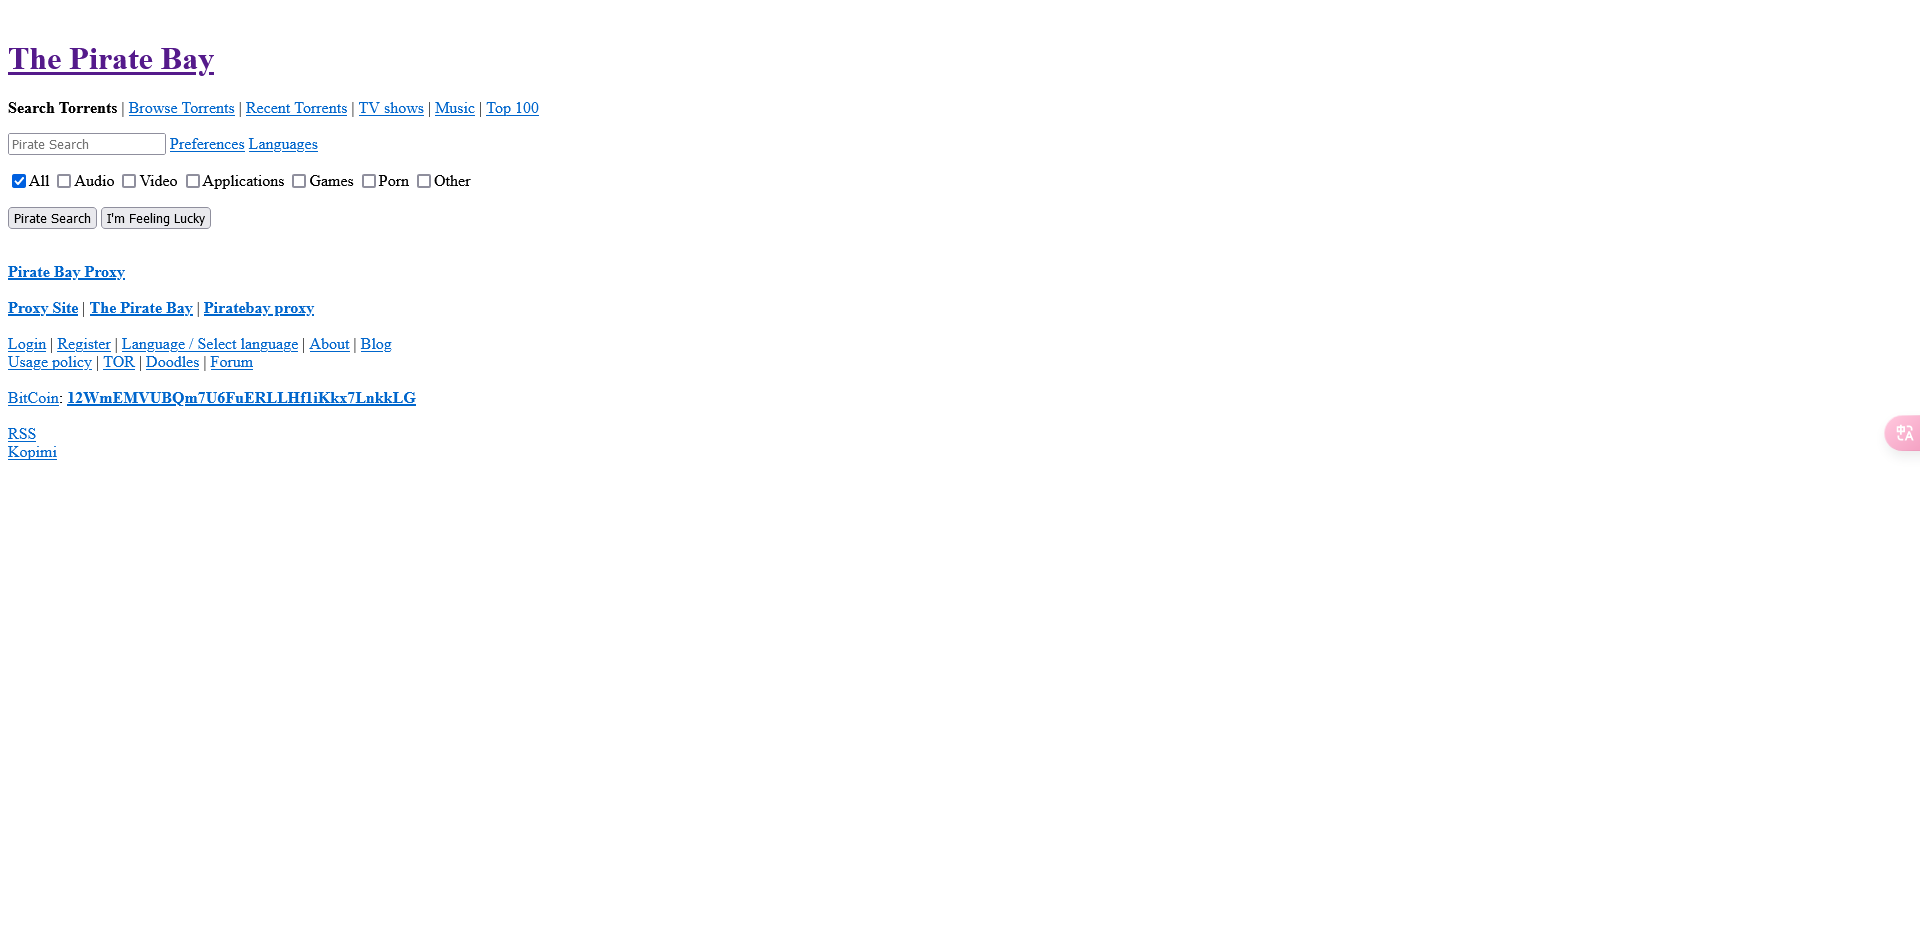 The Pirate Bay
Search Torrents | Browse Torrents | Recent Torrents | TV shows | Music | Top 100
Pirate Search Preferences Languages
All Audio Video Applications Games Porn Other
Pirate Search I'm Feeling Lucky
Pirate Bay Proxy
Proxy Site | The Pirate Bay | Piratebay proxy
Login | Register | Language / Select language | About | Blog
Usage policy | TOR | Doodles | Forum
BitCoin: 12WmEMVUBQm7U6FuERLLHf1iKkx7LnkkLG
RSS
Kopimi